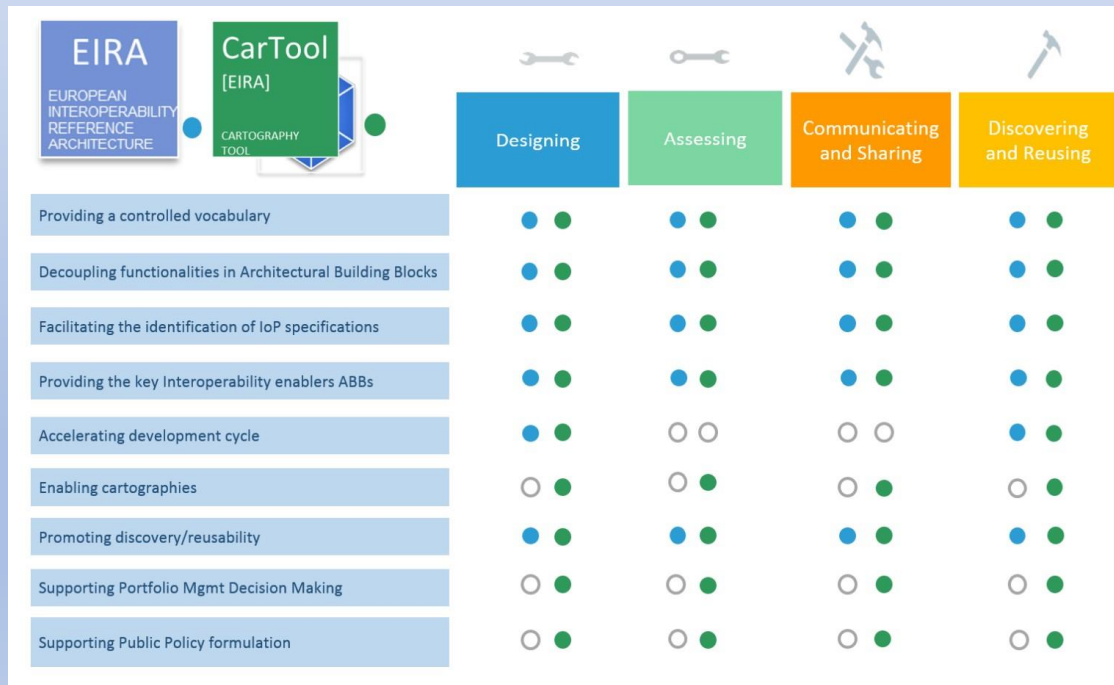 EIRA
EUROPEAN
INTEROPERABILITY
REFERENCE
ARCHITECTURE
CarTool
[EIRA]
CARTOGRAPHY
TOOL
Designing
Assessing
Communicating
and Sharing
Discovering
and Reusing
Providing a controlled vocabulary
Decoupling functionalities in Architectural Building Blocks
Facilitating the identification of IoP specifications
Providing the key Interoperability enablers ABBs
Accelerating development cycle
Enabling cartographies
Promoting discovery/reusability
Supporting Portfolio Mgmt Decision Making
Supporting Public Policy formulation